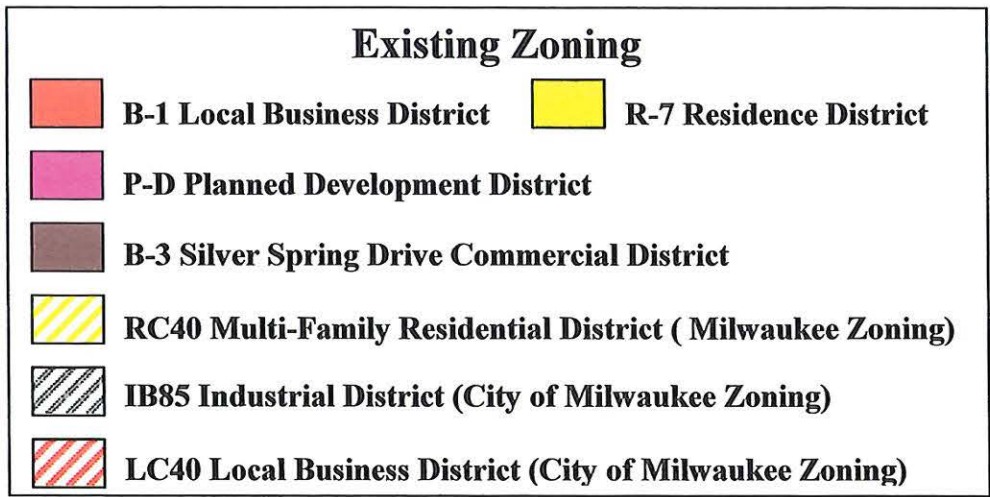 Existing Zoning
B-1 Local Business District R-7 Residence District
P-D Planned Development District
B-3 Silver Spring Drive Commercial District
RC40 Multi-Family Residential District ( Milwaukee Zoning)
IB85 Industrial District (City of Milwaukee Zoning)
LC40 Local Business District (City of Milwaukee Zoning)